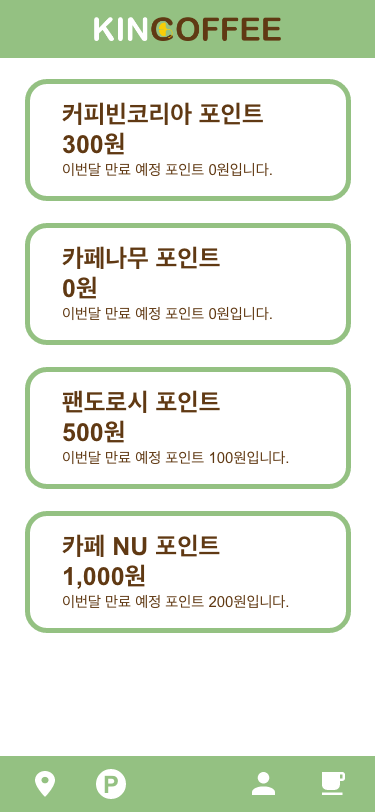 KINCOFFEE
커피빈코리아 포인트
300원
이번달 만료 예정 포인트 0원입니다.
카페나무 포인트
0원
이번달 만료 예정 포인트 0원입니다.
팬도로시 포인트
500원
이번달 만료 예정 포인트 100원입니다.
카페 NU 포인트
1,000원
이번달 만료 예정 포인트 200원입니다.
P